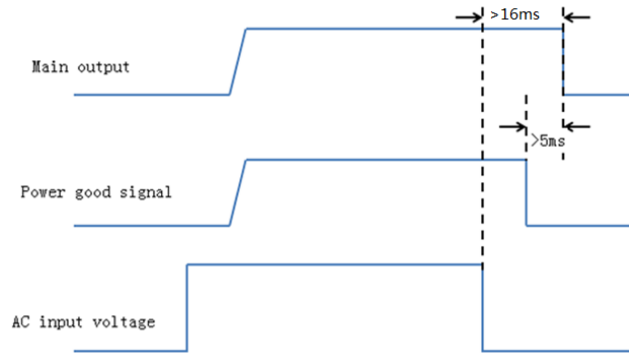 >16ms
Main output
>5ms
Power good signal
AC input voltage